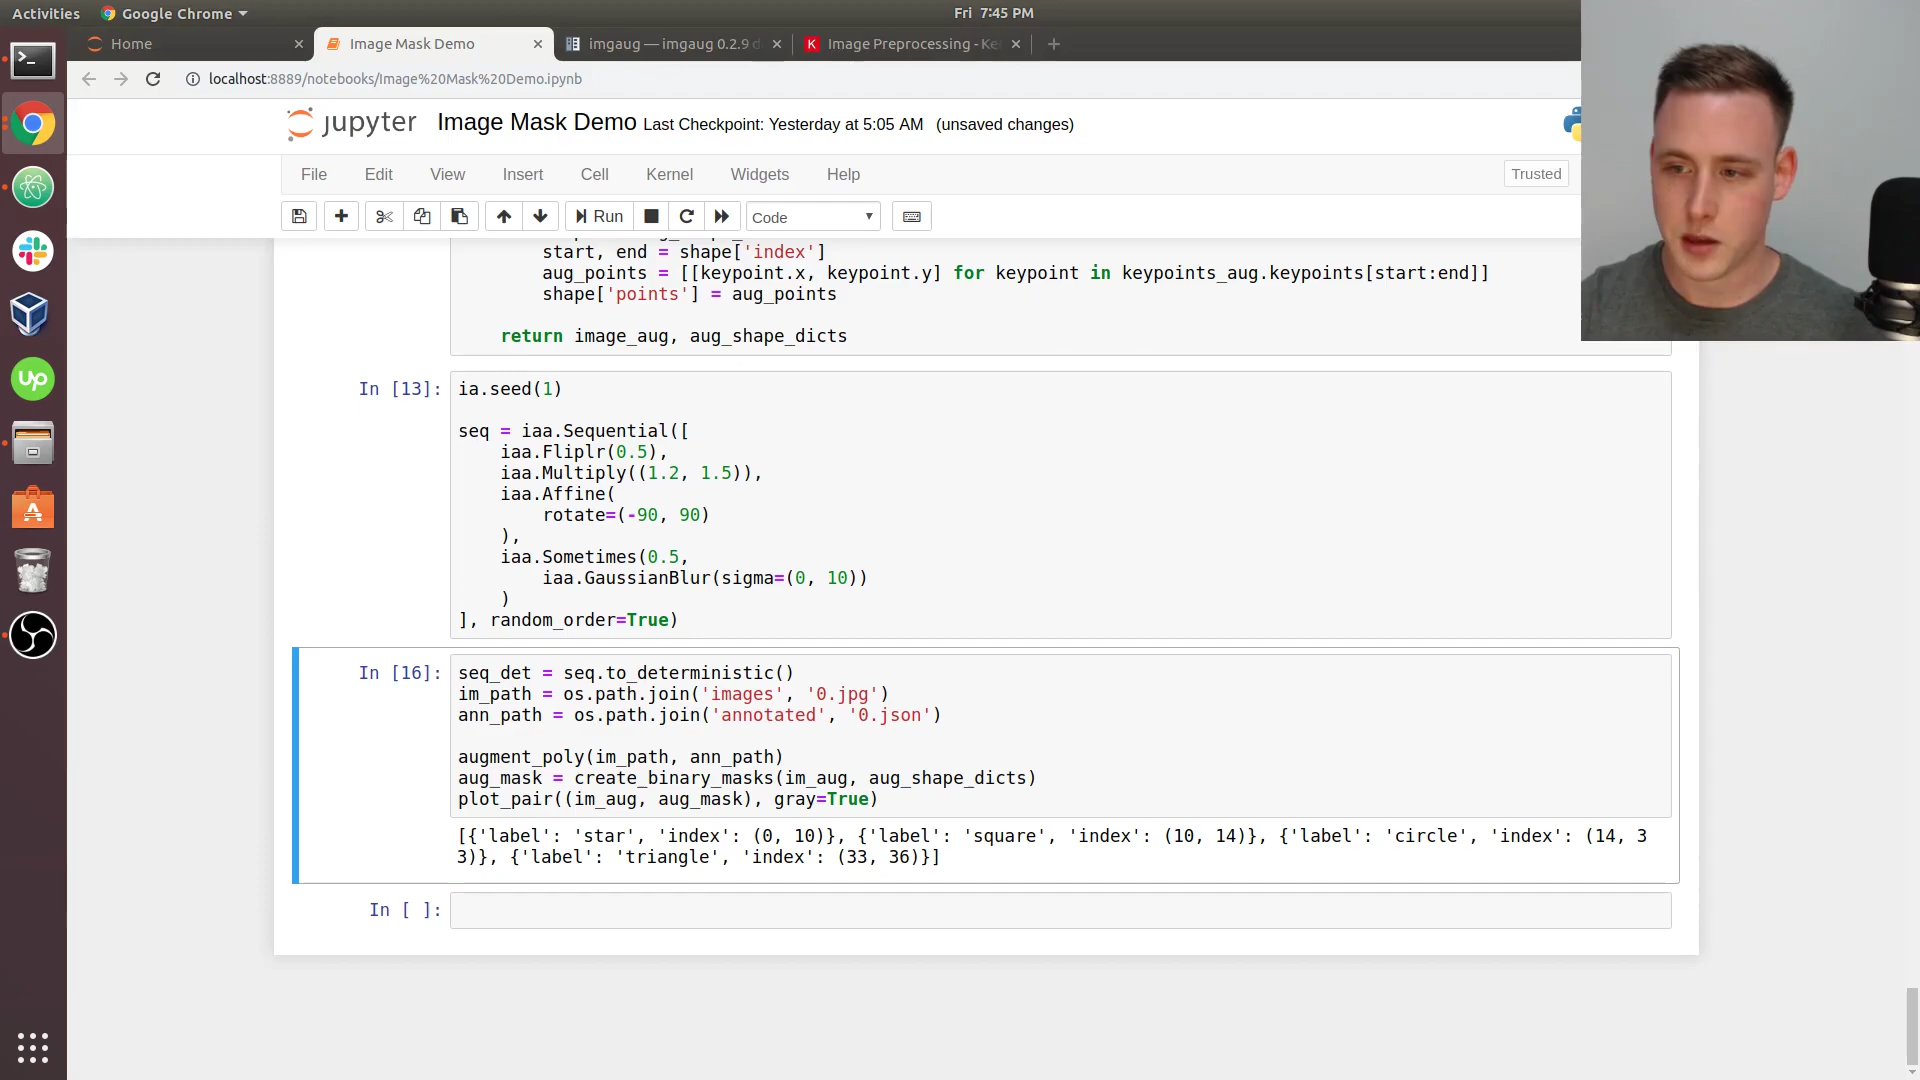 Activities
Google Chrome
Fri 7:45 PM
Home
Image Mask Demo
imgaug — imgaug 0.2.9 d
Image Preprocessing - Ke
localhost:8889/notebooks/Image%20Mask%20Demo.ipynb
jupyter
Image Mask Demo Last Checkpoint: Yesterday at 5:05 AM (unsaved changes)
File Edit View Insert Cell Kernel Widgets Help
Trusted
Run
Code
start, end = shape['index']
aug_points = [[keypoint.x, keypoint.y] for keypoint in keypoints_aug.keypoints[start:end]]
shape['points'] = aug_points
return image_aug, aug_shape_dicts
In [13]:
ia.seed(1)
seq = iaa.Sequential([
iaa.Fliplr(0.5),
iaa.Multiply((1.2, 1.5)),
iaa.Affine(
rotate=(-90, 90)
),
iaa.Sometimes(0.5,
iaa.GaussianBlur(sigma=(0, 10))
)
], random_order=True)
In [16]:
seq_det = seq.to_deterministic()
im_path = os.path.join('images', '0.jpg')
ann_path = os.path.join('annotated', '0.json')
augment_poly(im_path, ann_path)
aug_mask = create_binary_masks(im_aug, aug_shape_dicts)
plot_pair((im_aug, aug_mask), gray=True)
[{'label': 'star', 'index': (0, 10)}, {'label': 'square', 'index': (10, 14)}, {'label': 'circle', 'index': (14, 3
3)}, {'label': 'triangle', 'index': (33, 36)}]
In [ ]:
up